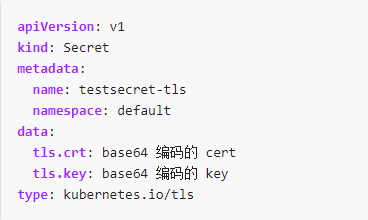 apiVersion: v1
kind: Secret
metadata:
  name: testsecret-tls
  namespace: default
data:
  tls.crt: base64 编码的 cert
  tls.key: base64 编码的 key
type: kubernetes.io/tls